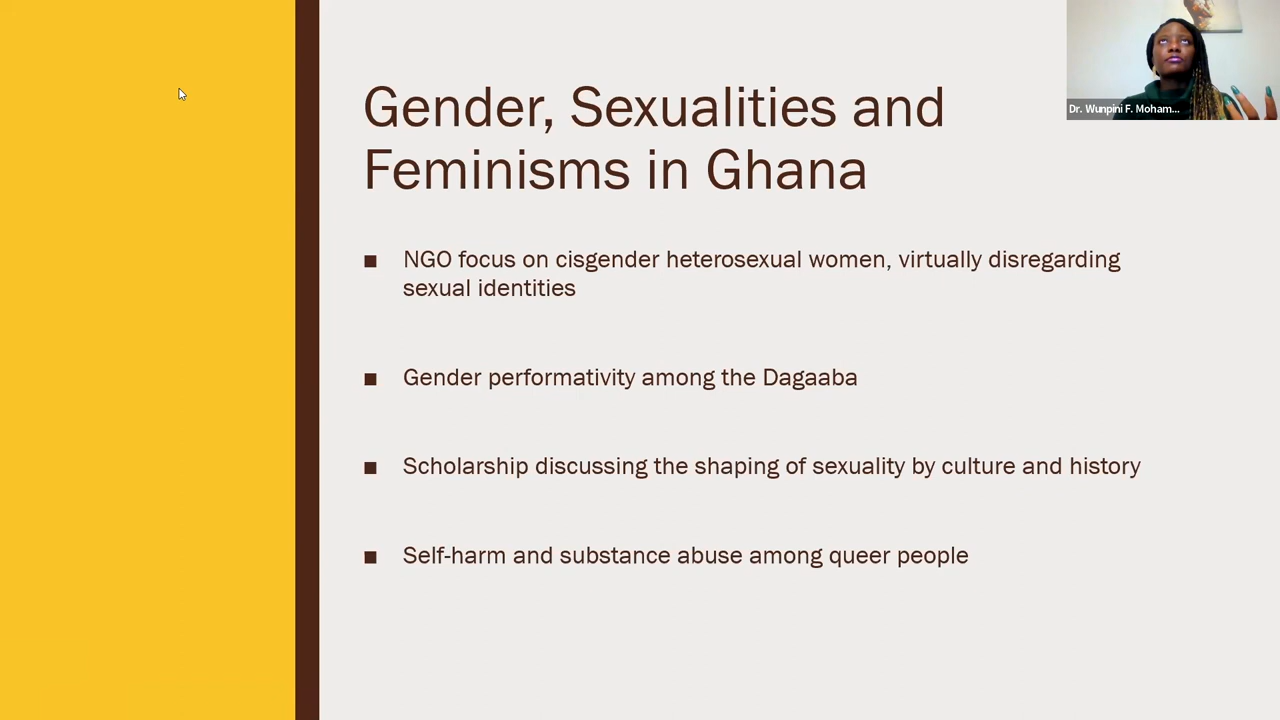 Dr. Wunpini F. Moham...
Gender, Sexualities and
Feminisms in Ghana
■ NGO focus on cisgender heterosexual women, virtually disregarding
sexual identities
■ Gender performativity among the Dagaaba
■ Scholarship discussing the shaping of sexuality by culture and history
■ Self-harm and substance abuse among queer people